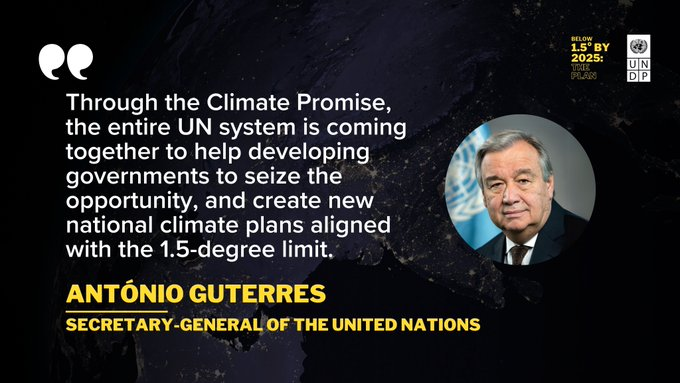 BELOW
1.5° BY
2025:
THE
PLAN
U N
D P
Through the Climate Promise,
the entire UN system is coming
together to help developing
governments to seize the
opportunity, and create new
national climate plans aligned
with the 1.5-degree limit.
ANTÓNIO GUTERRES
SECRETARY-GENERAL OF THE UNITED NATIONS